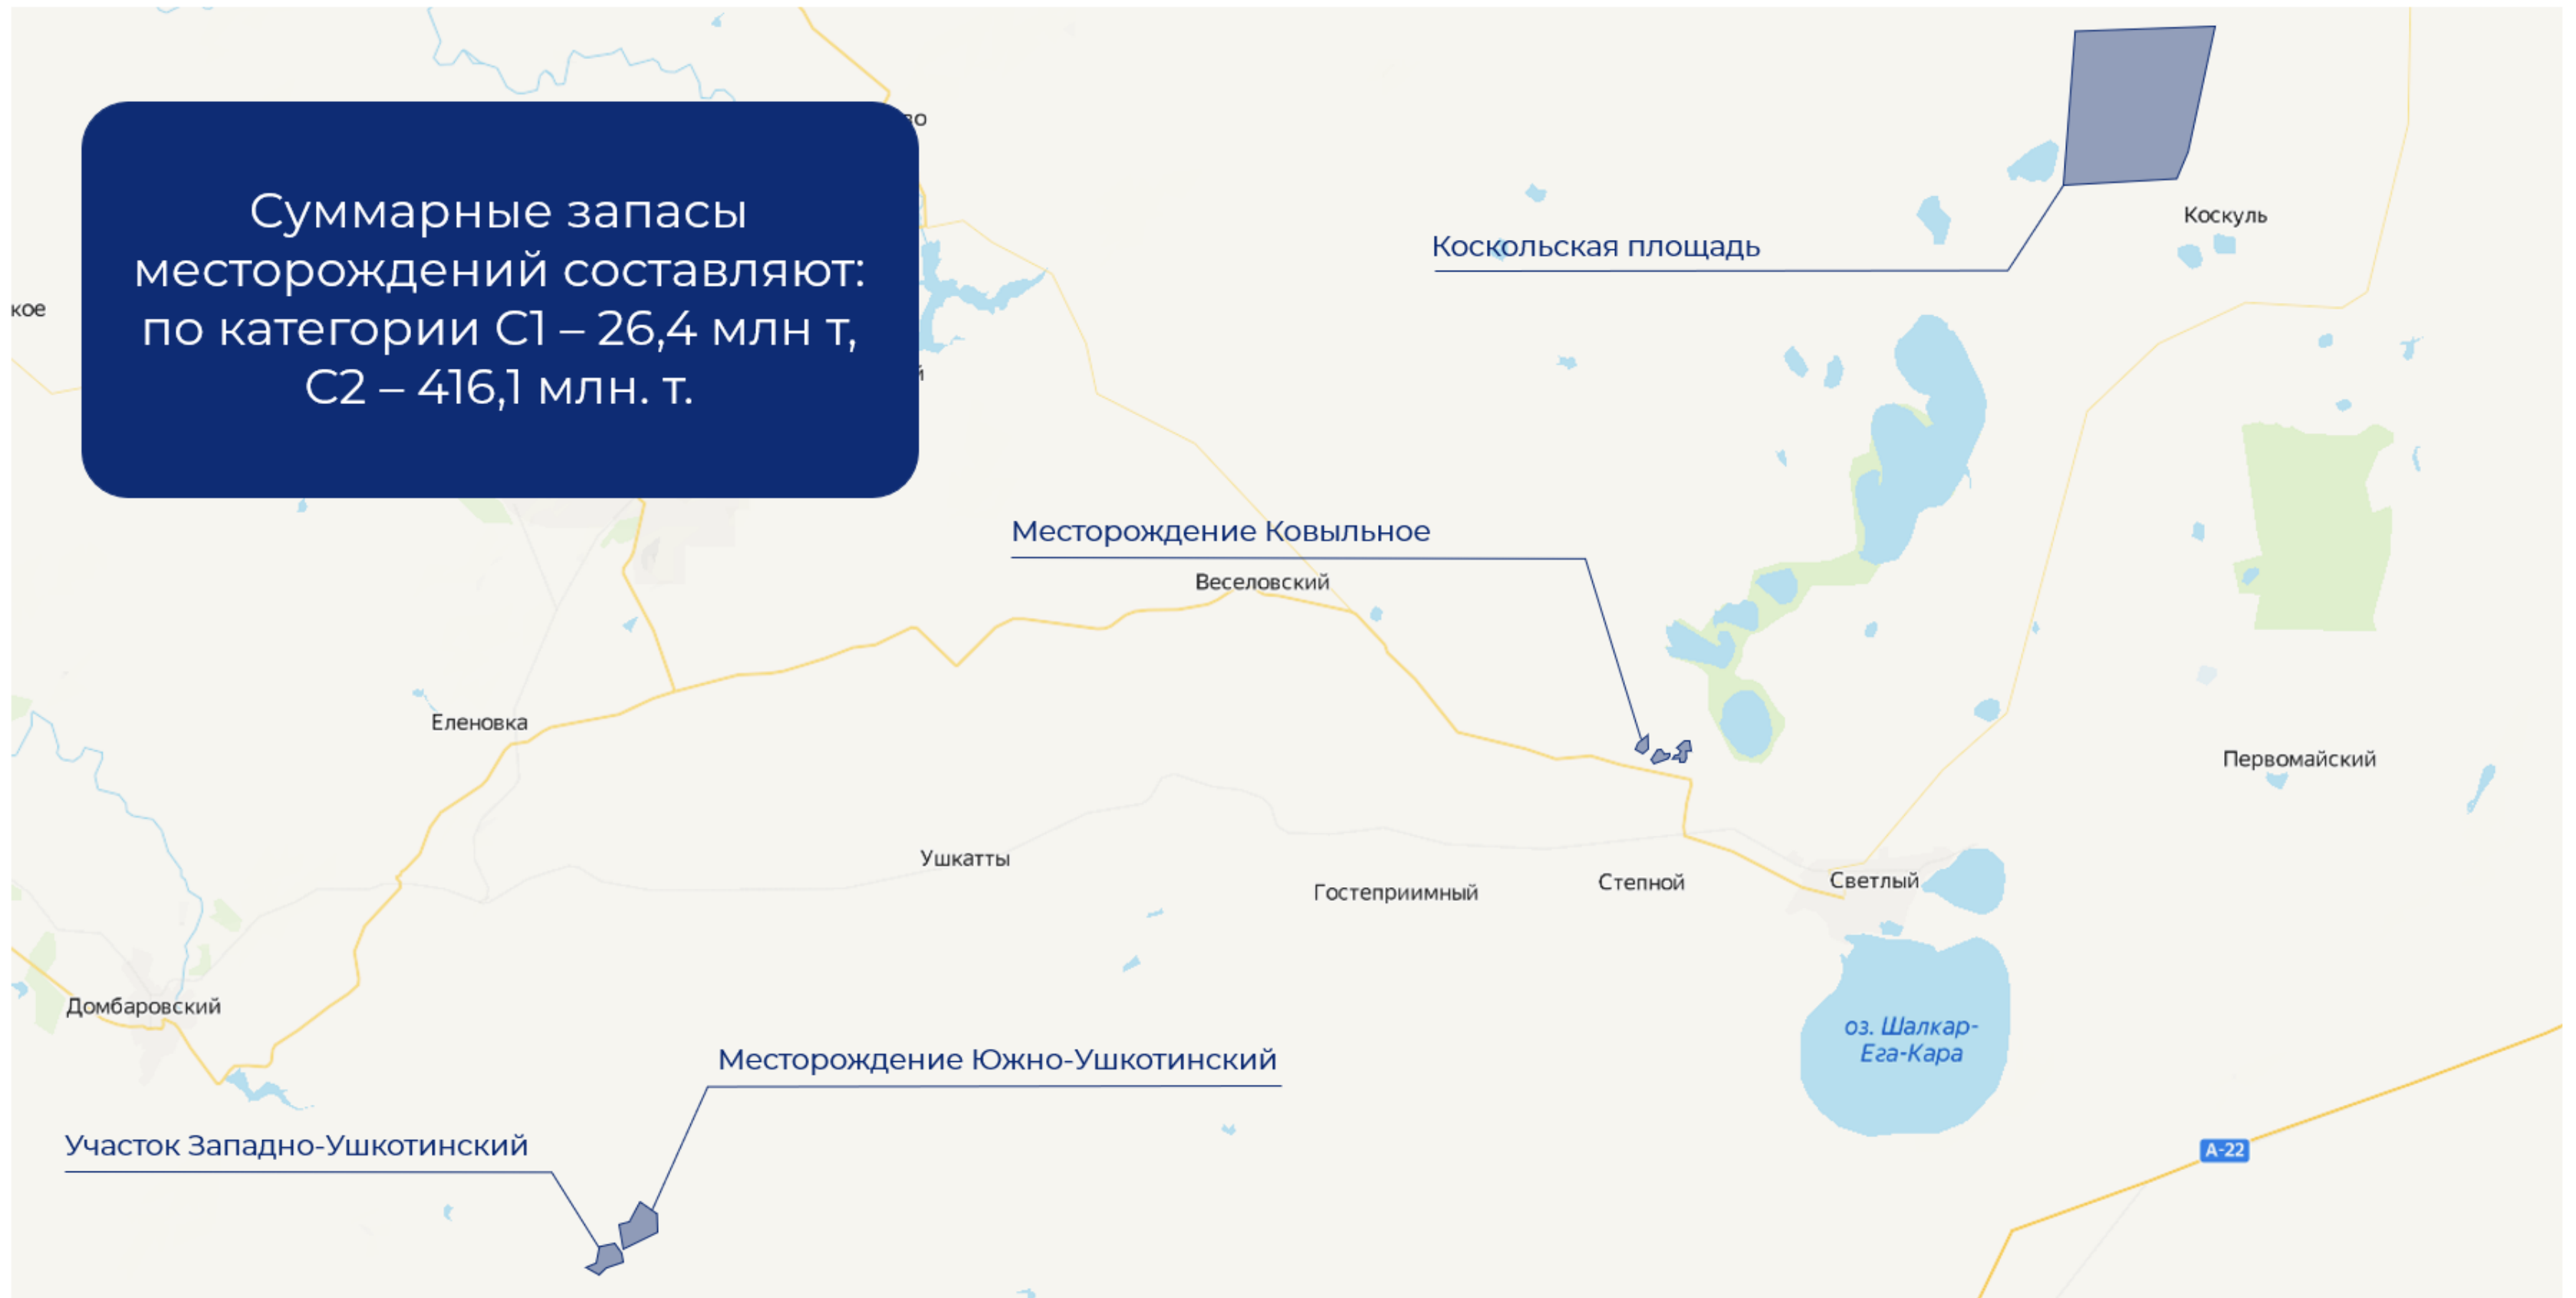 Суммарные запасы
месторождений составляют:
по категории С1 – 26,4 млн т,
С2 – 416,1 млн. т.
Коскуль
Коскольская площадь
Месторождение Ковыльное
Веселовский
Еленовка
Первомайский
Ушкатты
Гостеприимный
Степной
Светлый
Домбаровский
оз. Шалкар-
Ега-Кара
Месторождение Южно-Ушкотинский
Участок Западно-Ушкотинский
А-22